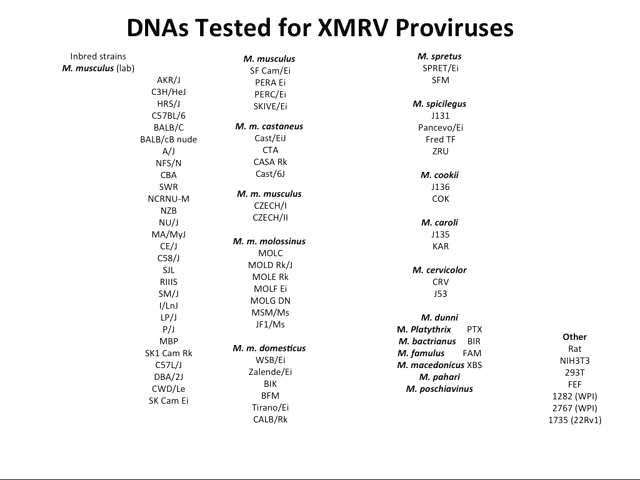 DNAs Tested for XMRV Proviruses
Inbred strains
M. musculus (lab)
AKR/J
C3H/HeJ
HRS/J
C57BL/6
BALB/C
BALB/cB nude
A/J
NFS/N
CBA
SWR
NCRNU-M
NZB
NU/J
MA/MyJ
CE/J
C58/J
SJL
RIIIS
SM/J
I/LnJ
LP/J
P/J
MBP
SK1 Cam Rk
C57L/J
DBA/2J
CWD/Le
SK Cam Ei
M. musculus
SF Cam/Ei
PERA Ei
PERC/Ei
SKIVE/Ei
M. m. castaneus
Cast/EiJ
CTA
CASA Rk
Cast/6J
M. m. musculus
CZECH/I
CZECH/II
M. m. molossinus
MOLC
MOLD Rk/J
MOLE Rk
MOLF Ei
MOLG DN
MSM/Ms
JF1/Ms
M. m. domesticus
WSB/Ei
Zalende/Ei
BIK
BFM
Tirano/Ei
CALB/Rk
M. spretus
SPRET/Ei
SFM
M. spicilegus
J131
Pancevo/Ei
Fred TF
ZRU
M. cookii
J136
COK
M. caroli
J135
KAR
M. cervicolor
CRV
J53
M. dunni
M. Platythrix PTX
M. bactrianus BIR
M. famulus FAM
M. macedonicus XBS
M. pahari
M. poschiavinus
Other
Rat
NIH3T3
293T
FEF
1282 (WPI)
2767 (WPI)
1735 (22Rv1)